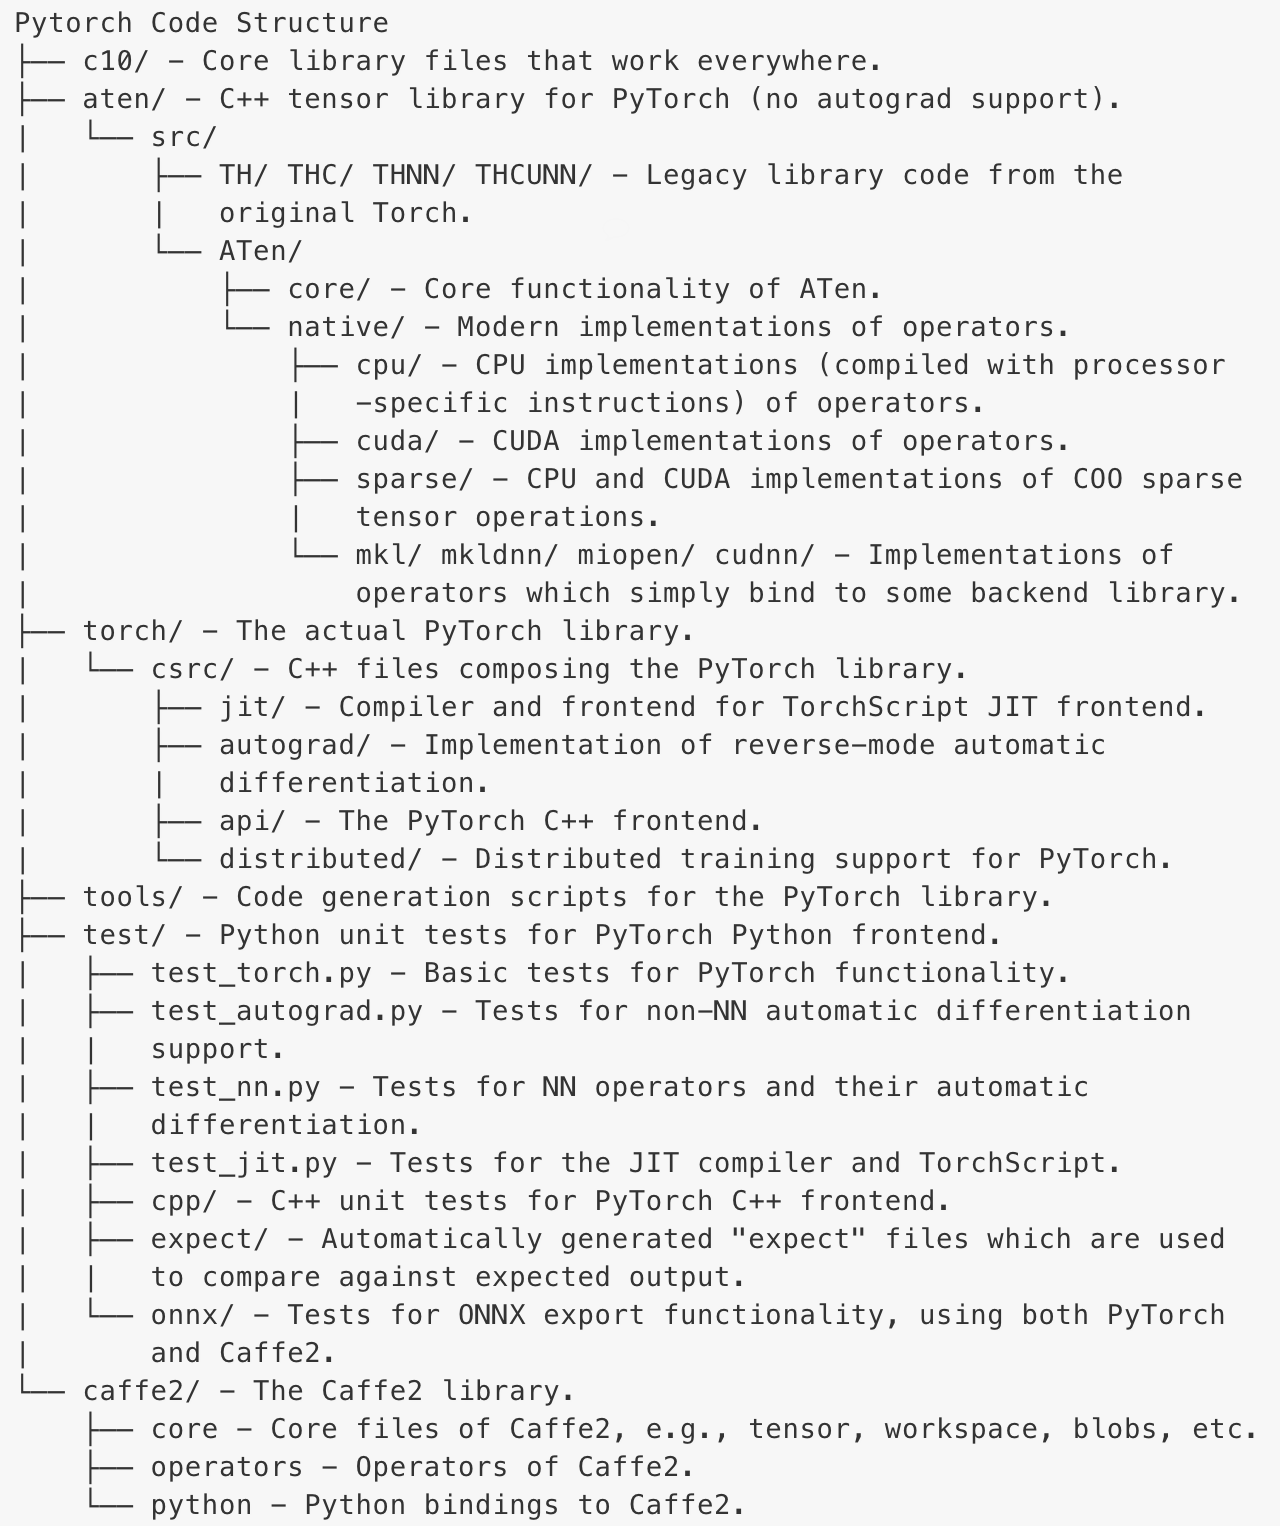 Pytorch Code Structure
├── c10/ - Core library files that work everywhere.
├── aten/ - C++ tensor library for PyTorch (no autograd support).
|   └── src/
|       ├── TH/ THC/ THNN/ THCUNN/ - Legacy library code from the
|       |   original Torch.
|       └── ATen/
|           ├── core/ - Core functionality of ATen.
|           └── native/ - Modern implementations of operators.
|               ├── cpu/ - CPU implementations (compiled with processor
|               |   -specific instructions) of operators.
|               ├── cuda/ - CUDA implementations of operators.
|               ├── sparse/ - CPU and CUDA implementations of COO sparse
|               |   tensor operations.
|               └── mkl/ mkldnn/ miopen/ cudnn/ - Implementations of
|                   operators which simply bind to some backend library.
├── torch/ - The actual PyTorch library.
|   └── csrc/ - C++ files composing the PyTorch library.
|       ├── jit/ - Compiler and frontend for TorchScript JIT frontend.
|       ├── autograd/ - Implementation of reverse-mode automatic
|       |   differentiation.
|       ├── api/ - The PyTorch C++ frontend.
|       └── distributed/ - Distributed training support for PyTorch.
├── tools/ - Code generation scripts for the PyTorch library.
├── test/ - Python unit tests for PyTorch Python frontend.
|   ├── test_torch.py - Basic tests for PyTorch functionality.
|   ├── test_autograd.py - Tests for non-NN automatic differentiation
|   |   support.
|   ├── test_nn.py - Tests for NN operators and their automatic
|   |   differentiation.
|   ├── test_jit.py - Tests for the JIT compiler and TorchScript.
|   ├── cpp/ - C++ unit tests for PyTorch C++ frontend.
|   ├── expect/ - Automatically generated "expect" files which are used
|   |   to compare against expected output.
|   └── onnx/ - Tests for ONNX export functionality, using both PyTorch
|       and Caffe2.
└── caffe2/ - The Caffe2 library.
    ├── core - Core files of Caffe2, e.g., tensor, workspace, blobs, etc.
    ├── operators - Operators of Caffe2.
    └── python - Python bindings to Caffe2.